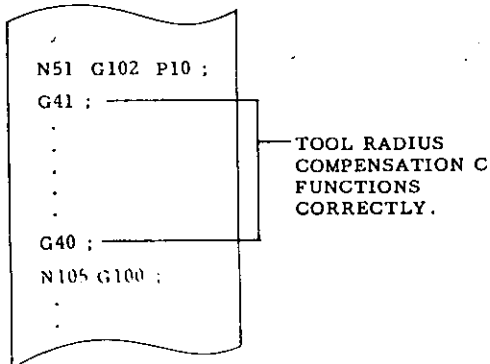 N51 G102 P10 ;
G41 ;
.
.
.
.
.
G40 ;
N105 G100 ;
.
.
TOOL RADIUS
COMPENSATION C
FUNCTIONS
CORRECTLY.